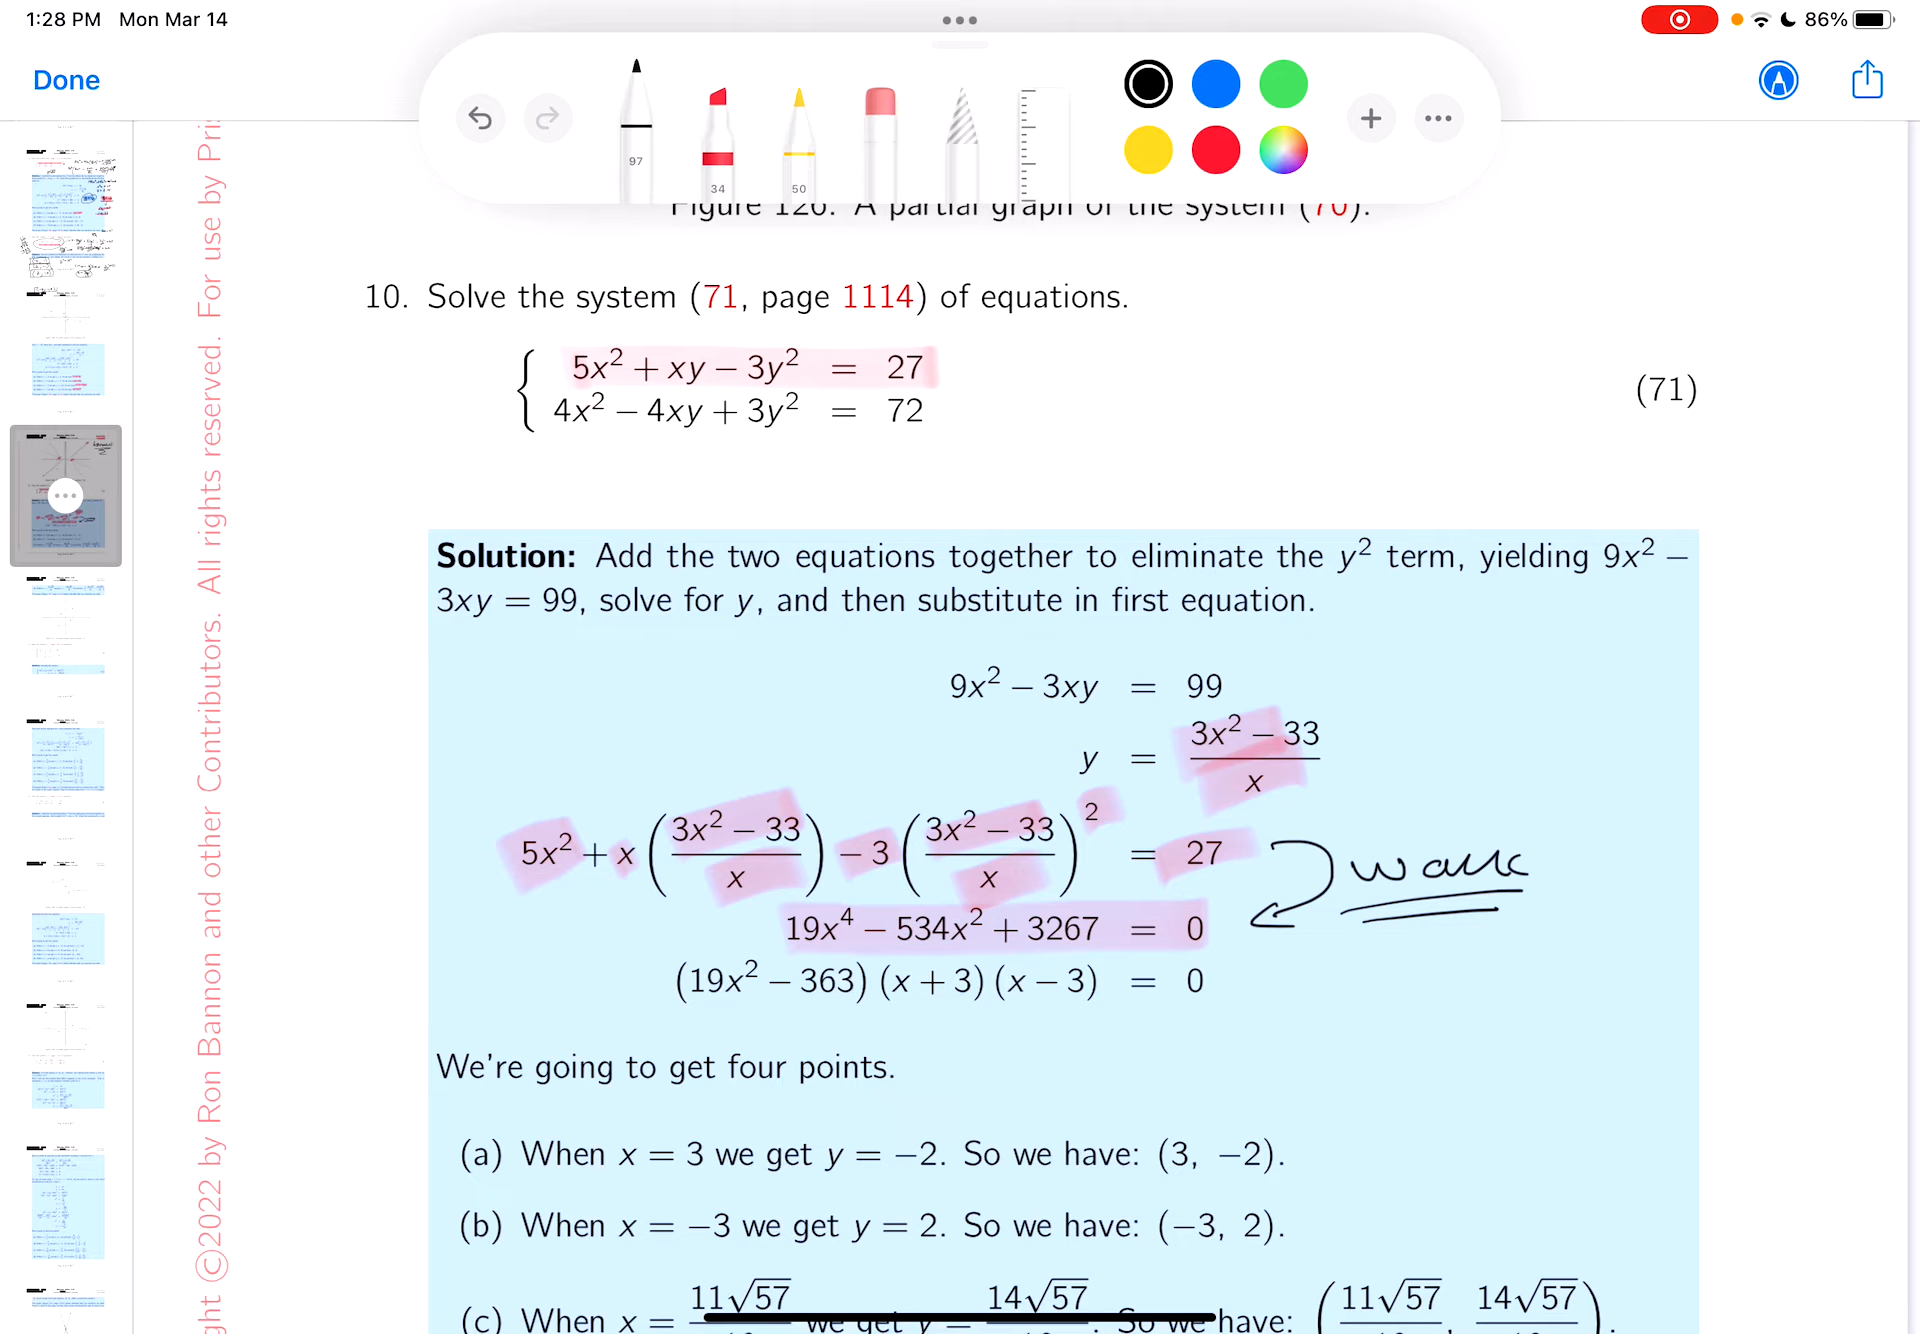 1:28 PM Mon Mar 14
86%
Done
97
34
50
Figure 120. A partial graph of the system (70).
10. Solve the system (71, page 1114) of equations.
5x² + xy − 3y² = 27
4x² − 4xy + 3y² = 72
(71)
Solution: Add the two equations together to eliminate the y² term, yielding 9x² −
3xy = 99, solve for y, and then substitute in first equation.
9x² − 3xy = 99
y = (3x² − 33)/x
5x² + x((3x² − 33)/x) − 3((3x² − 33)/x)² = 27
work
19x⁴ − 534x² + 3267 = 0
(19x² − 363) (x + 3) (x − 3) = 0
We're going to get four points.
(a) When x = 3 we get y = −2. So we have: (3, −2).
(b) When x = −3 we get y = 2. So we have: (−3, 2).
(c) When x = 11√57 we get y = 14√57. So we have: (11√57, 14√57).
ght ©2022 by Ron Bannon and other Contributors. All rights reserved. For use by Pri